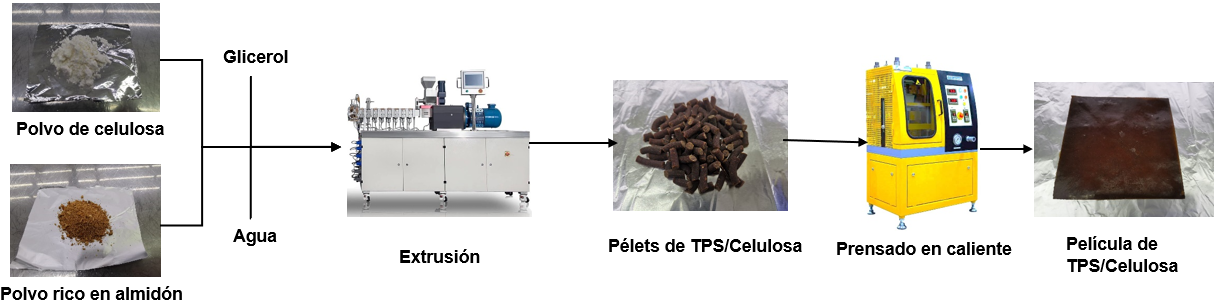 Glicerol
Polvo de celulosa
Agua
Polvo rico en almidón
Extrusión
Pélets de TPS/Celulosa
Prensado en caliente
Película de
TPS/Celulosa